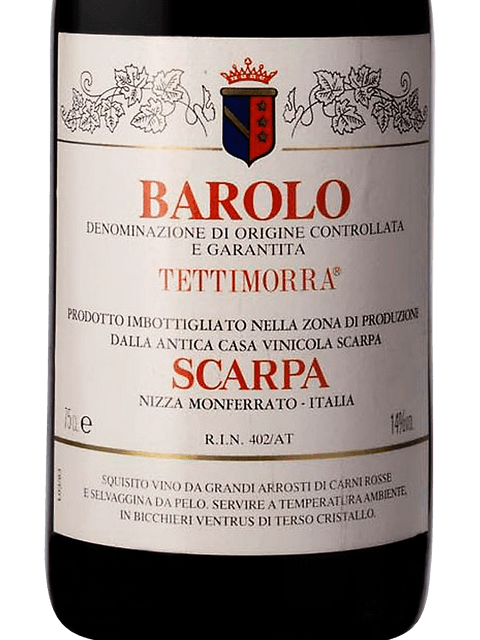 BAROLO
DENOMINAZIONE DI ORIGINE CONTROLLATA
E GARANTITA
TETTIMORRA®
PRODOTTO IMBOTTIGLIATO NELLA ZONA DI PRODUZIONE
DALLA ANTICA CASA VINICOLA SCARPA
SCARPA
NIZZA MONFERRATO - ITALIA
75 cl. e 14% vol.
R.I.N. 402/AT
SQUISITO VINO DA GRANDI ARROSTI DI CARNI ROSSE
E SELVAGGINA DA PELO. SERVIRE A TEMPERATURA AMBIENTE,
IN BICCHIERI VENTRUS DI TERSO CRISTALLO.